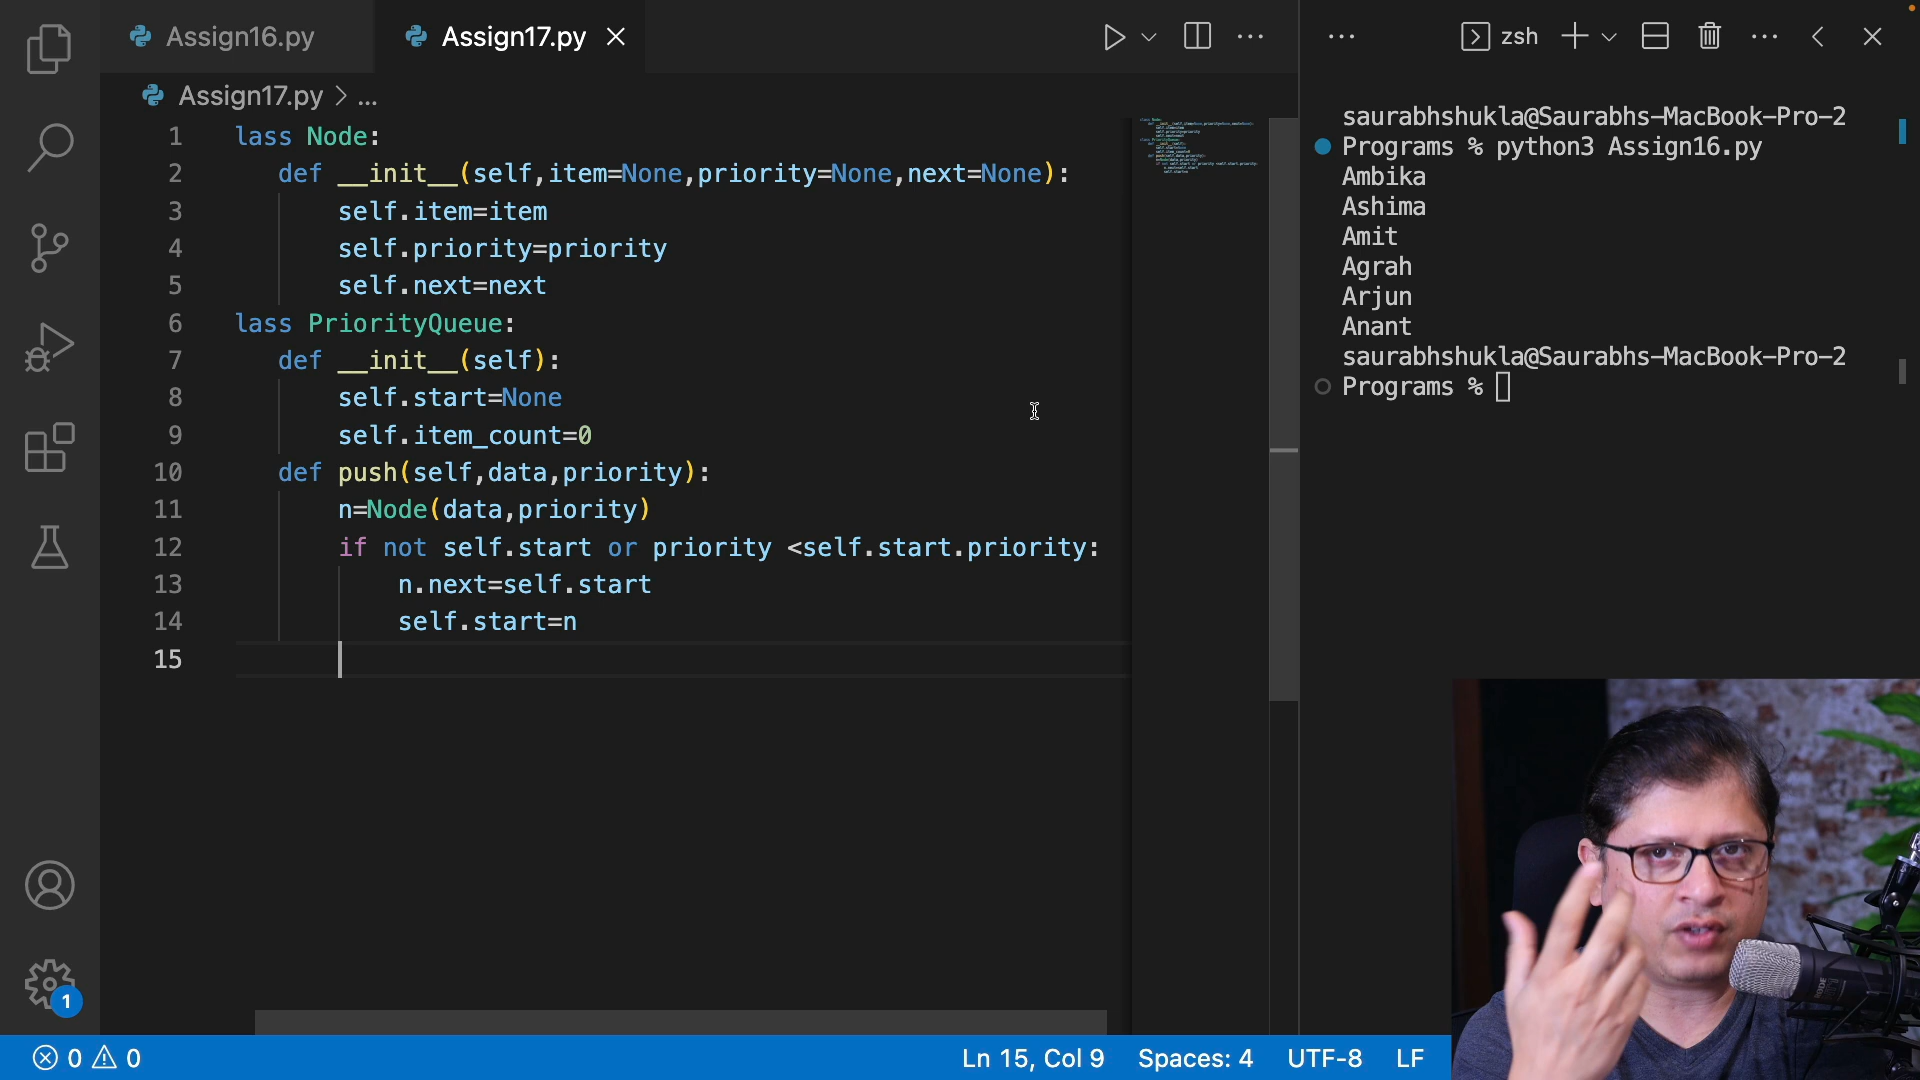 Assign16.py
Assign17.py
zsh
Assign17.py > ...
1 lass Node:
2 def __init__(self,item=None,priority=None,next=None):
3 self.item=item
4 self.priority=priority
5 self.next=next
6 lass PriorityQueue:
7 def __init__(self):
8 self.start=None
9 self.item_count=0
10 def push(self,data,priority):
11 n=Node(data,priority)
12 if not self.start or priority <self.start.priority:
13 n.next=self.start
14 self.start=n
15
saurabhshukla@Saurabhs-MacBook-Pro-2
Programs % python3 Assign16.py
Ambika
Ashima
Amit
Agrah
Arjun
Anant
saurabhshukla@Saurabhs-MacBook-Pro-2
Programs %
1
0 0
Ln 15, Col 9
Spaces: 4
UTF-8
LF